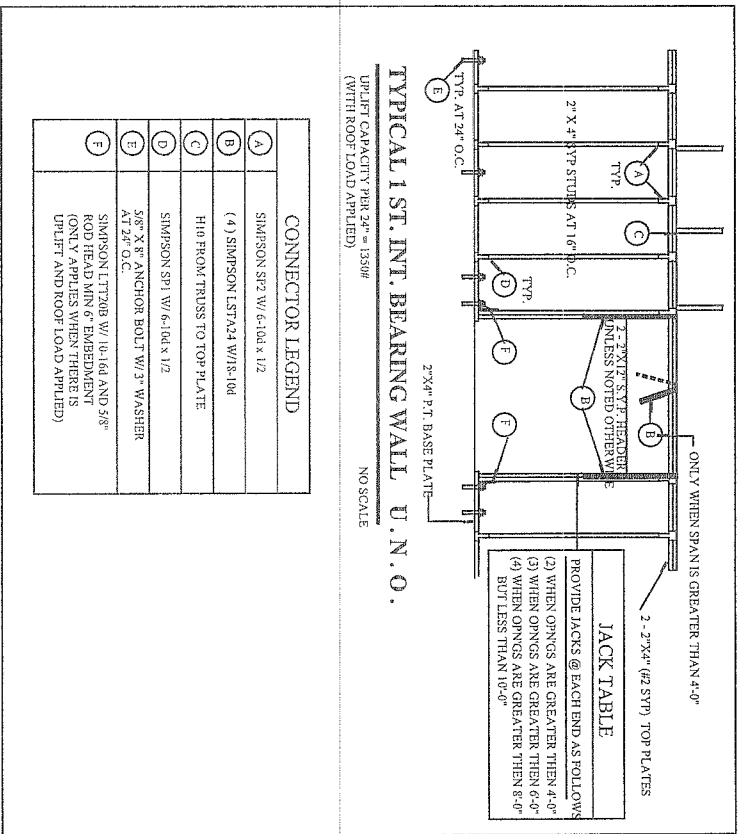 ONLY WHEN SPAN IS GREATER THAN 4'-0"
2 - 2"X4" (#2 SYP) TOP PLATES
A
TYP.
C
B
2 - 2"X12" S.Y.P. HEADER
UNLESS NOTED OTHERWISE
B
2" X 4" SYP STUDS AT 16" O.C.
TYP.
D
F
F
TYP. AT 24" O.C.
E
2"X4" P.T. BASE PLATE
JACK TABLE
PROVIDE JACKS @ EACH END AS FOLLOWS
(2) WHEN OPN'GS ARE GREATER THEN 4'-0"
(3) WHEN OPN'GS ARE GREATER THEN 6'-0"
(4) WHEN OPN'GS ARE GREATER THEN 8'-0"
BUT LESS THAN 10'-0"
TYPICAL 1 ST. INT. BEARING WALL U.N.O.
NO SCALE
UPLIFT CAPACITY PER 24" = 1350#
(WITH ROOF LOAD APPLIED)
CONNECTOR LEGEND
A SIMPSON SP2 W/ 6-10d x 1/2
B (4) SIMPSON LSTA24 W/18-10d
C H10 FROM TRUSS TO TOP PLATE
D SIMPSON SP1 W/ 6-10d x 1/2
E 5/8" X 8" ANCHOR BOLT W/ 3" WASHER
AT 24" O.C.
F SIMPSON LTT20B W/ 10-16d AND 5/8"
ROD HEAD MIN 6" EMBEDMENT
(ONLY APPLIES WHEN THERE IS
UPLIFT AND ROOF LOAD APPLIED)